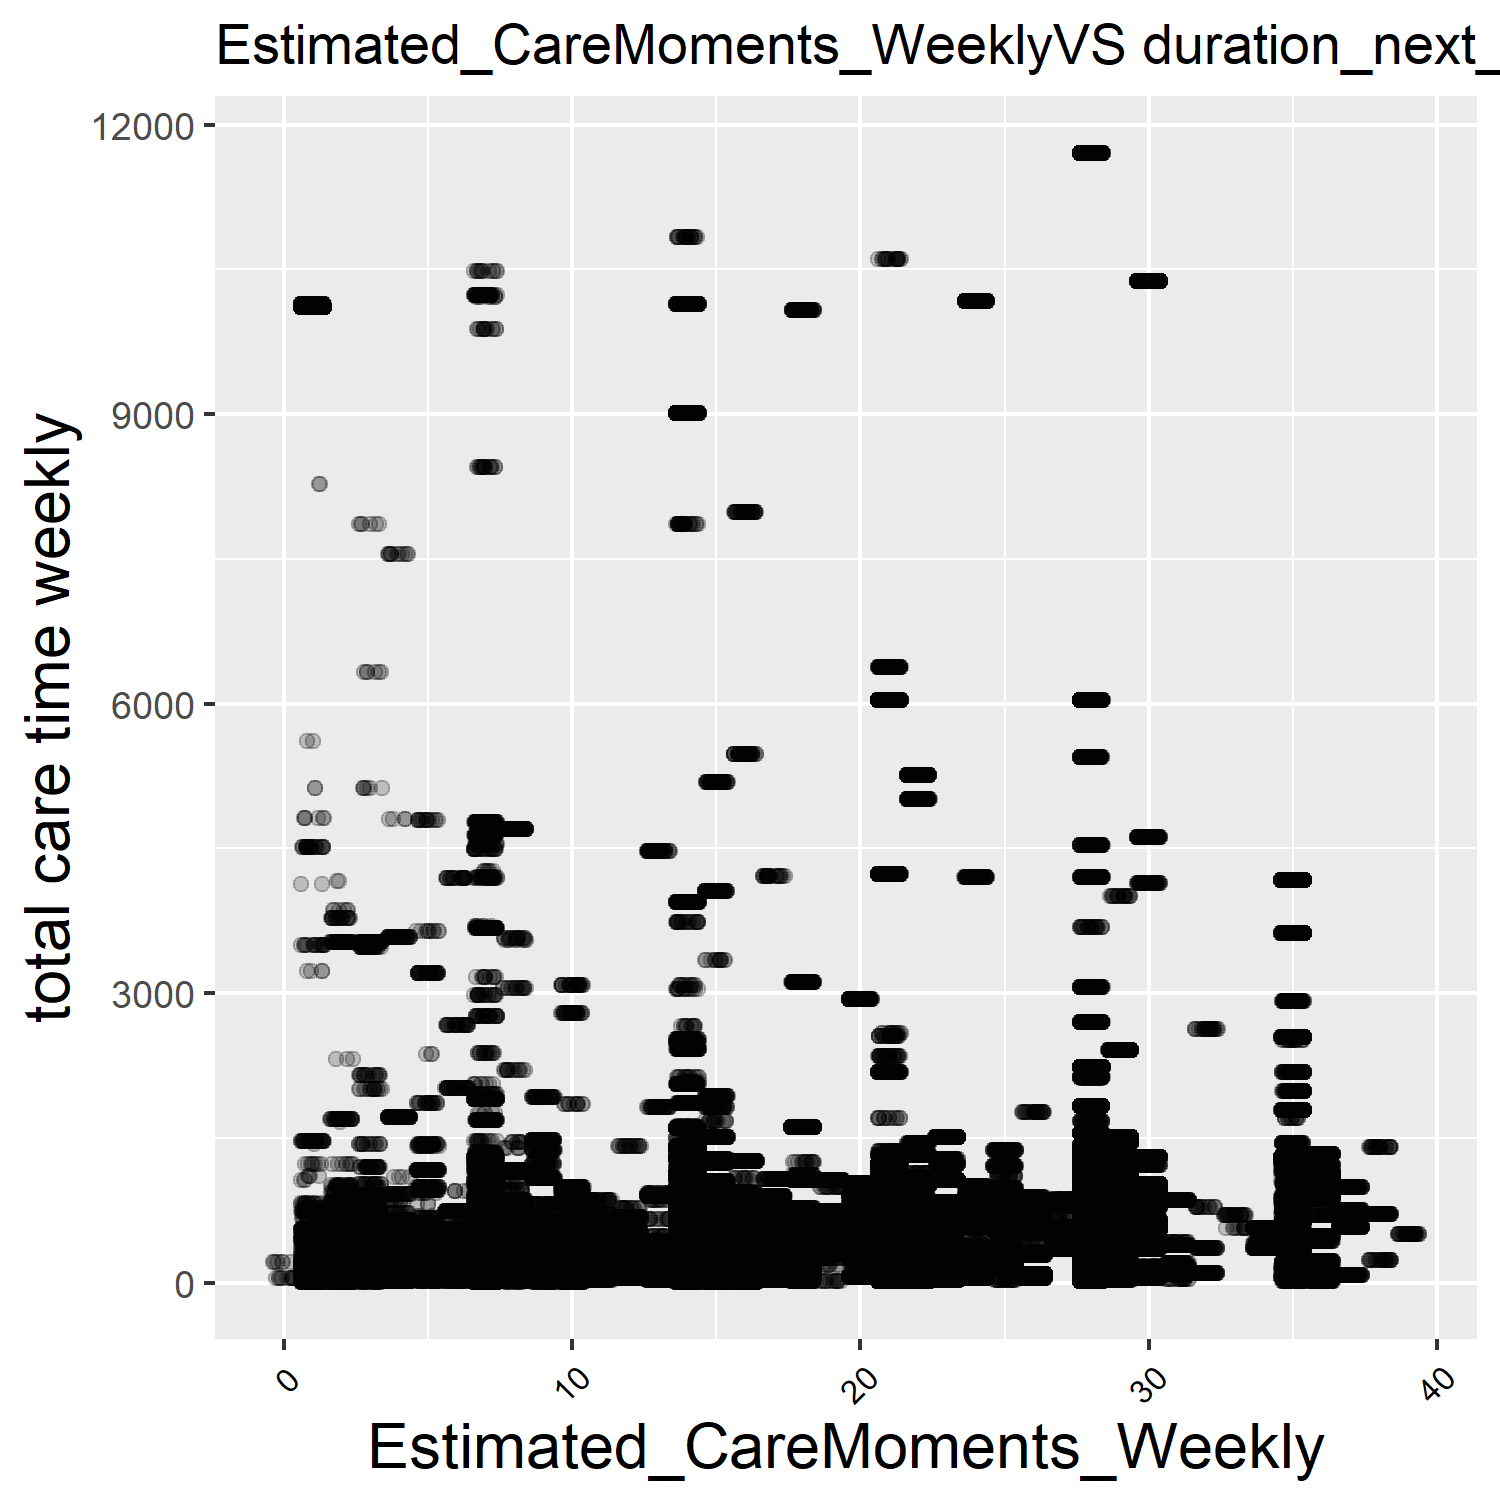 Estimated_CareMoments_WeeklyVS duration_next_
12000
9000
6000
3000
0
total care time weekly
0 10 20 30 40
Estimated_CareMoments_Weekly